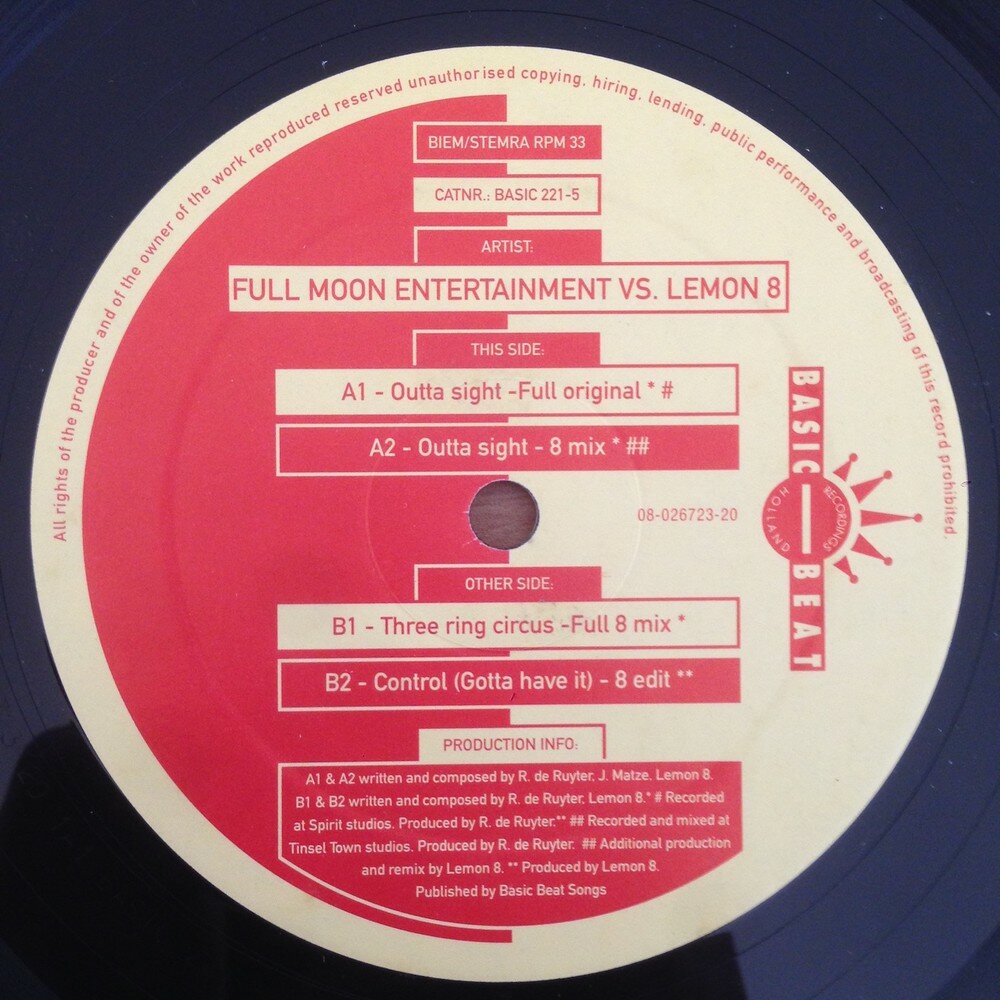 All rights of the producer and of the owner of the work reproduced reserved unauthorised copying. hiring. lending. public performance and broadcasting of this record prohibited.
BIEM/STEMRA RPM 33
CATNR.: BASIC 221-5
ARTIST:
FULL MOON ENTERTAINMENT VS. LEMON 8
THIS SIDE:
A1 - Outta sight -Full original * #
A2 - Outta sight - 8 mix * ##
08-026723-20
BASIC BEAT
RECORDINGS
HOLLAND
OTHER SIDE:
B1 - Three ring circus -Full 8 mix *
B2 - Control (Gotta have it) - 8 edit **
PRODUCTION INFO:
A1 & A2 written and composed by R. de Ruyter. J. Matze. Lemon 8.
B1 & B2 written and composed by R. de Ruyter. Lemon 8.* # Recorded
at Spirit studios. Produced by R. de Ruyter.** ## Recorded and mixed at
Tinsel Town studios. Produced by R. de Ruyter. ## Additional production
and remix by Lemon 8. ** Produced by Lemon 8.
Published by Basic Beat Songs